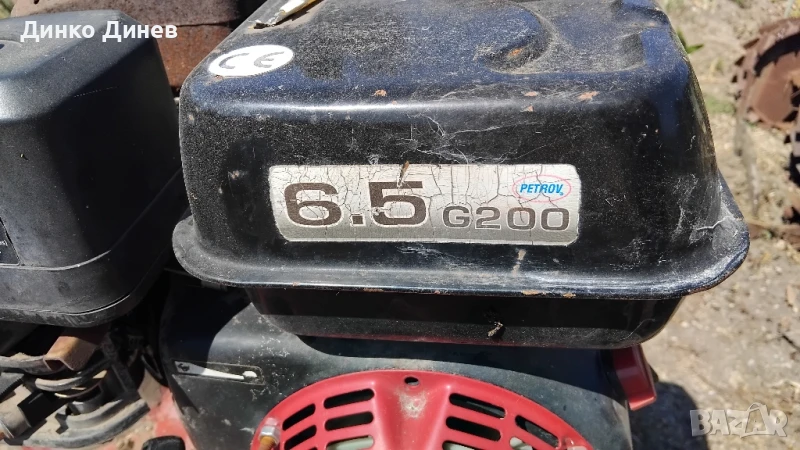 Динко Динев
CE
6.5 G200
PETROV
BAZAR